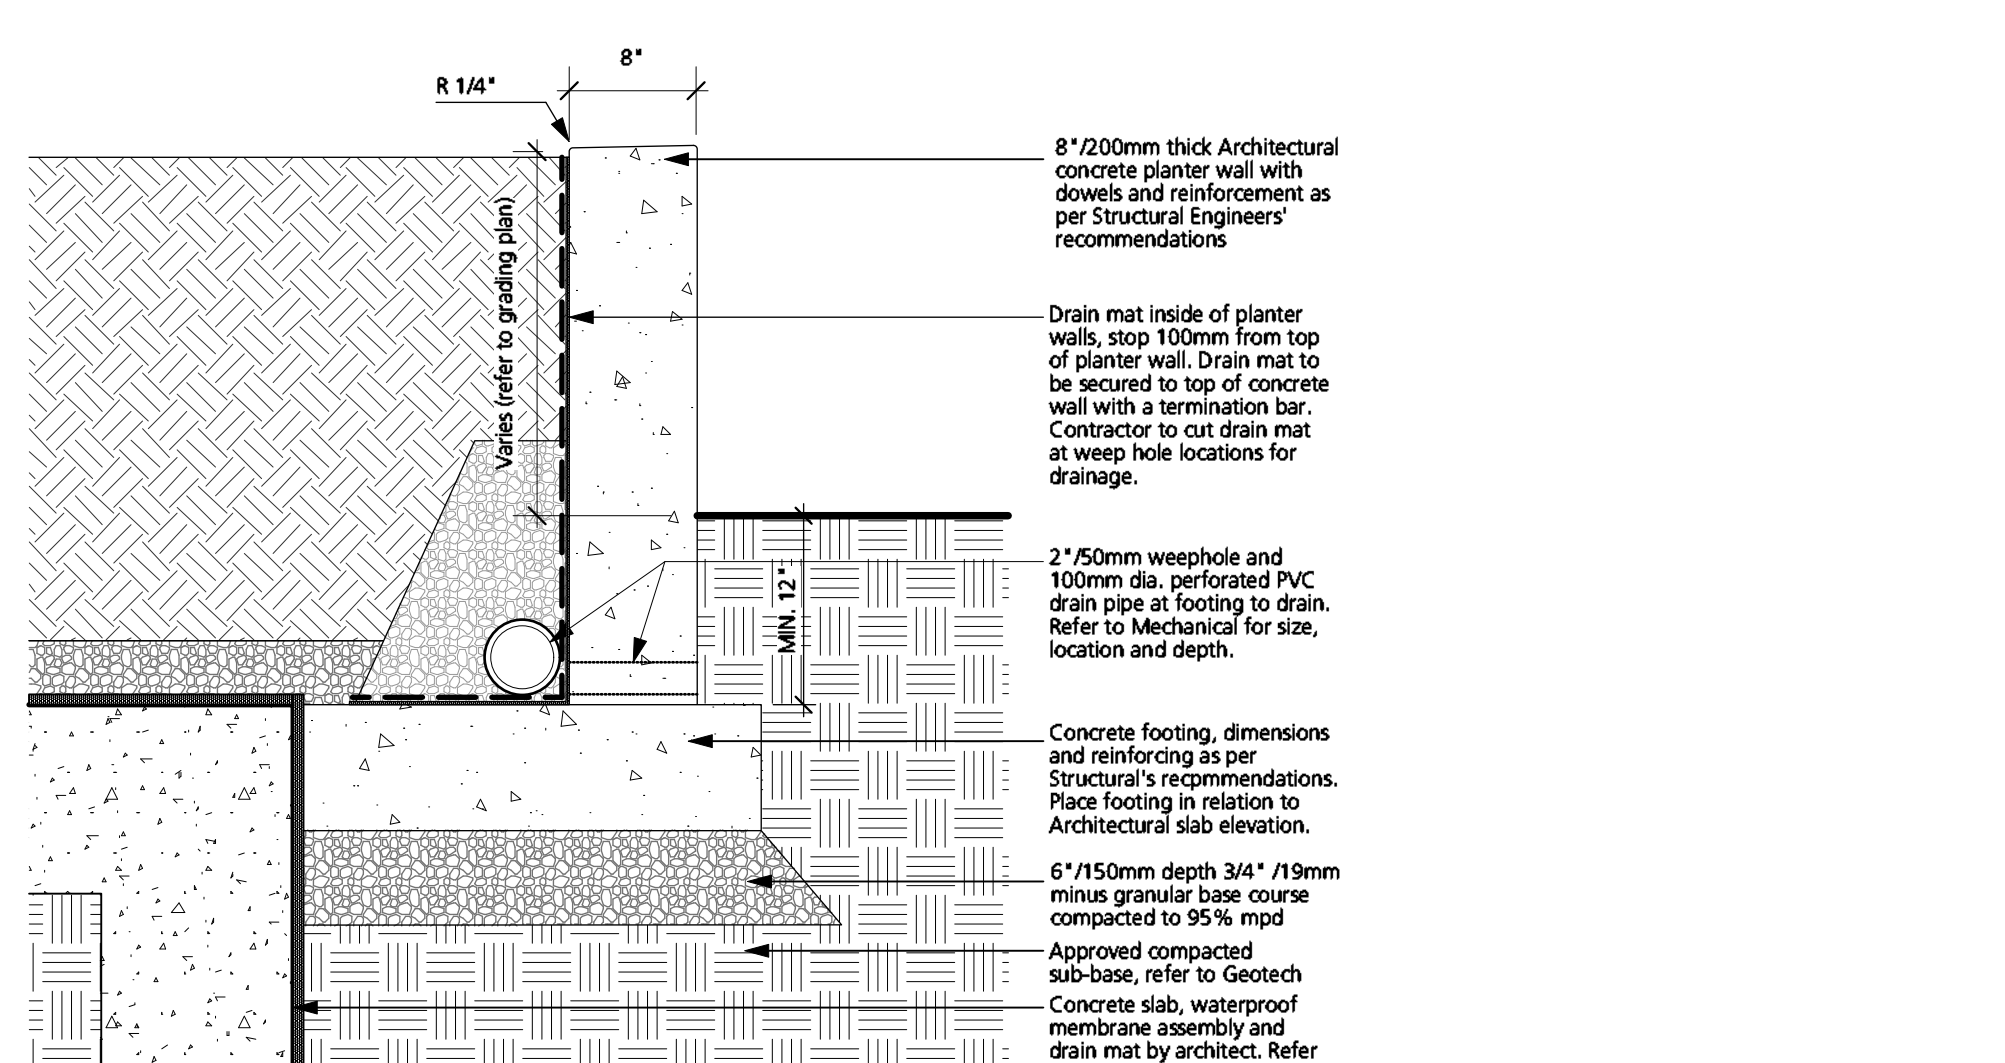 8"
R 1/4"
Varies (refer to grading plan)
MIN. 12"
8"/200mm thick Architectural
concrete planter wall with
dowels and reinforcement as
per Structural Engineers'
recommendations
Drain mat inside of planter
walls, stop 100mm from top
of planter wall. Drain mat to
be secured to top of concrete
wall with a termination bar.
Contractor to cut drain mat
at weep hole locations for
drainage.
2"/50mm weephole and
100mm dia. perforated PVC
drain pipe at footing to drain.
Refer to Mechanical for size,
location and depth.
Concrete footing, dimensions
and reinforcing as per
Structural's recpmmendations.
Place footing in relation to
Architectural slab elevation.
6"/150mm depth 3/4" /19mm
minus granular base course
compacted to 95% mpd
Approved compacted
sub-base, refer to Geotech
Concrete slab, waterproof
membrane assembly and
drain mat by architect. Refer